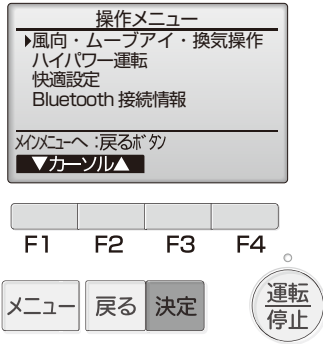 操作メニュー
▶風向・ムーブアイ・換気操作
ハイパワー運転
快適設定
Bluetooth 接続情報
ﾒｲﾝﾒﾆｭｰへ:戻るﾎﾞﾀﾝ
▼カーソル▲
F1 F2 F3 F4
メニュー 戻る 決定 運転
停止